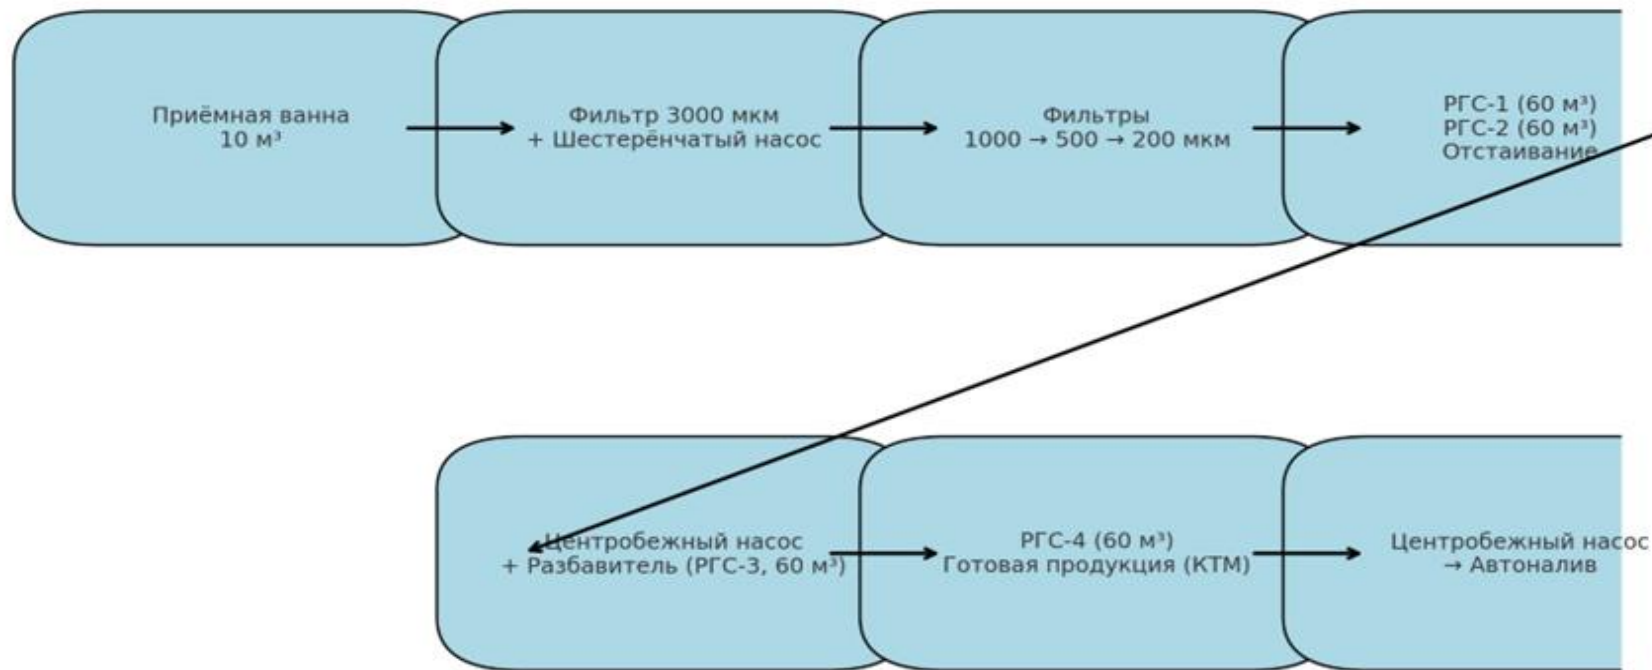 Приёмная ванна
10 м³
Фильтр 3000 мкм
+ Шестерёнчатый насос
Фильтры
1000 → 500 → 200 мкм
РГС-1 (60 м³)
РГС-2 (60 м³)
Отстаивание
Центробежный насос
+ Разбавитель (РГС-3, 60 м³)
РГС-4 (60 м³)
Готовая продукция (КТМ)
Центробежный насос
→ Автоналив